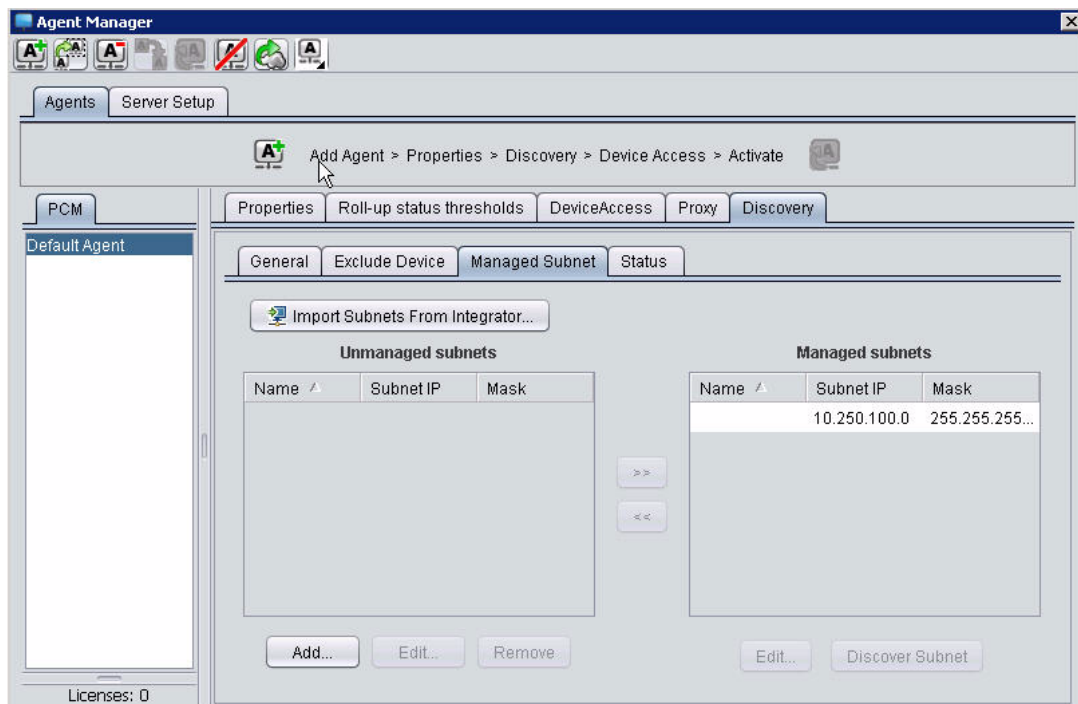 Agent Manager
Agents Server Setup
Add Agent > Properties > Discovery > Device Access > Activate
PCM
Properties Roll-up status thresholds DeviceAccess Proxy Discovery
Default Agent
General Exclude Device Managed Subnet Status
Import Subnets From Integrator...
Unmanaged subnets Managed subnets
Name Subnet IP Mask Name Subnet IP Mask
10.250.100.0 255.255.255...
>>
<<
Add... Edit... Remove Edit... Discover Subnet
Licenses: 0